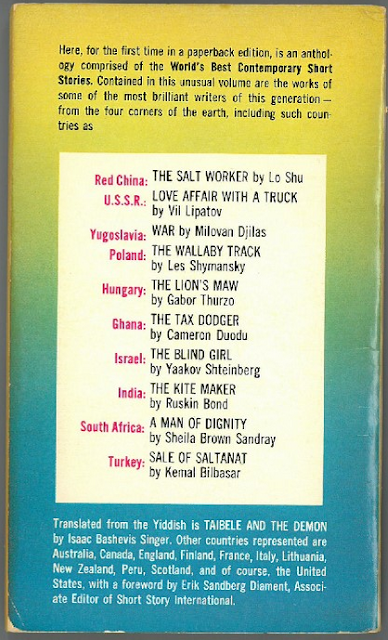 Here, for the first time in a paperback edition, is an anthol-
ogy comprised of the World's Best Contemporary Short
Stories. Contained in this unusual volume are the works of
some of the most brilliant writers of this generation —
from the four corners of the earth, including such coun-
tries as
Red China: THE SALT WORKER by Lo Shu
U.S.S.R.: LOVE AFFAIR WITH A TRUCK
by Vil Lipatov
Yugoslavia: WAR by Milovan Djilas
Poland: THE WALLABY TRACK
by Les Shymansky
Hungary: THE LION'S MAW
by Gabor Thurzo
Ghana: THE TAX DODGER
by Cameron Duodu
Israel: THE BLIND GIRL
by Yaakov Shteinberg
India: THE KITE MAKER
by Ruskin Bond
South Africa: A MAN OF DIGNITY
by Sheila Brown Sandray
Turkey: SALE OF SALTANAT
by Kemal Bilbasar
Translated from the Yiddish is TAIBELE AND THE DEMON
by Isaac Bashevis Singer. Other countries represented are
Australia, Canada, England, Finland, France, Italy, Lithuania,
New Zealand, Peru, Scotland, and of course, the United
States, with a foreword by Erik Sandberg Diament, Associ-
ate Editor of Short Story International.